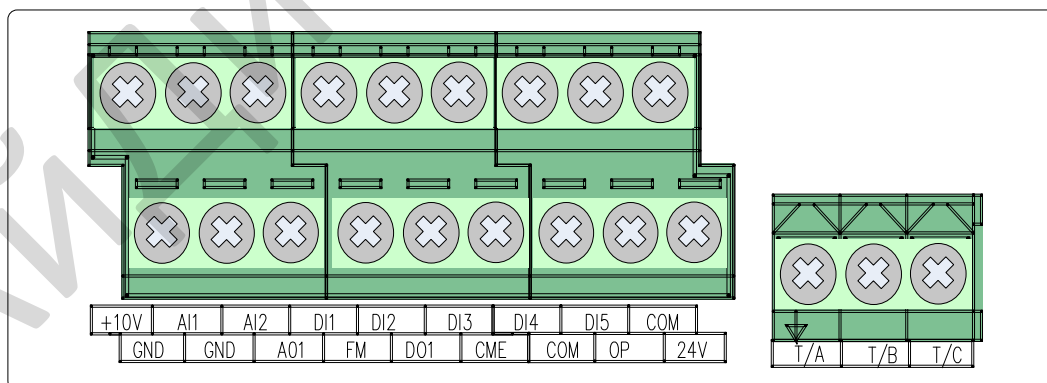 +10V AI1 AI2 DI1 DI2 DI3 DI4 DI5 COM
GND GND AO1 FM DO1 CME COM OP 24V
T/A T/B T/C